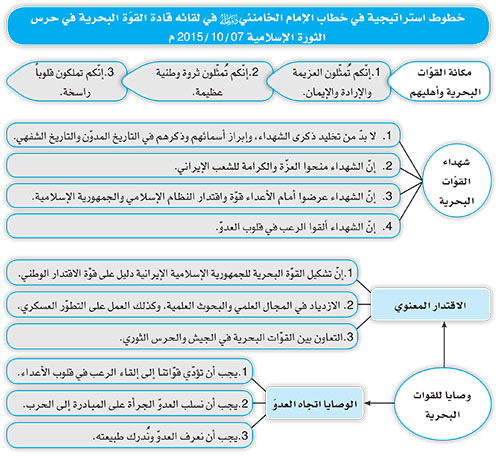 خطوط استراتيجية في خطاب الإمام الخامنئي في لقائه قادة القوّة البحرية في حرس
الثورة الإسلامية 07/ 10/ 2015 م
مكانة القوّات
البحرية وأهليهم
1. إنّكم تُمثّلون العزيمة
والإرادة والإيمان.
2. إنّكم تُمثّلون ثروة وطنية
عظيمة.
3. إنّكم تملكون قلوباً
راسخة.
شهداء
القوّات
البحرية
1. لا بدّ من تخليد ذكرى الشهداء، وإبراز أسمائهم وذكرهم في التاريخ المدوّن والتاريخ الشفهي.
2. إنّ الشهداء منحوا العزّة والكرامة للشعب الإيراني.
3. إنّ الشهداء عرضوا أمام الأعداء قوّة واقتدار النظام الإسلامي والجمهورية الإسلامية.
4. إنّ الشهداء ألقوا الرعب في قلوب العدوّ.
وصايا للقوات
البحرية
الاقتدار المعنوي
1. إنّ تشكيل القوّة البحرية للجمهورية الإسلامية الإيرانية دليل على قوّة الاقتدار الوطني.
2. الازدياد في المجال العلمي والبحوث العلمية، وكذلك العمل على التطوّر العسكري.
3. التعاون بين القوّات البحرية في الجيش والحرس الثوري.
الوصايا اتجاه العدوّ
1. يجب أن تؤدّي قوّاتنا إلى إلقاء الرعب في قلوب الأعداء.
2. يجب أن نسلب العدوّ الجرأة على المبادرة إلى الحرب.
3. يجب أن نعرف العدوّ ونُدرك طبيعته.